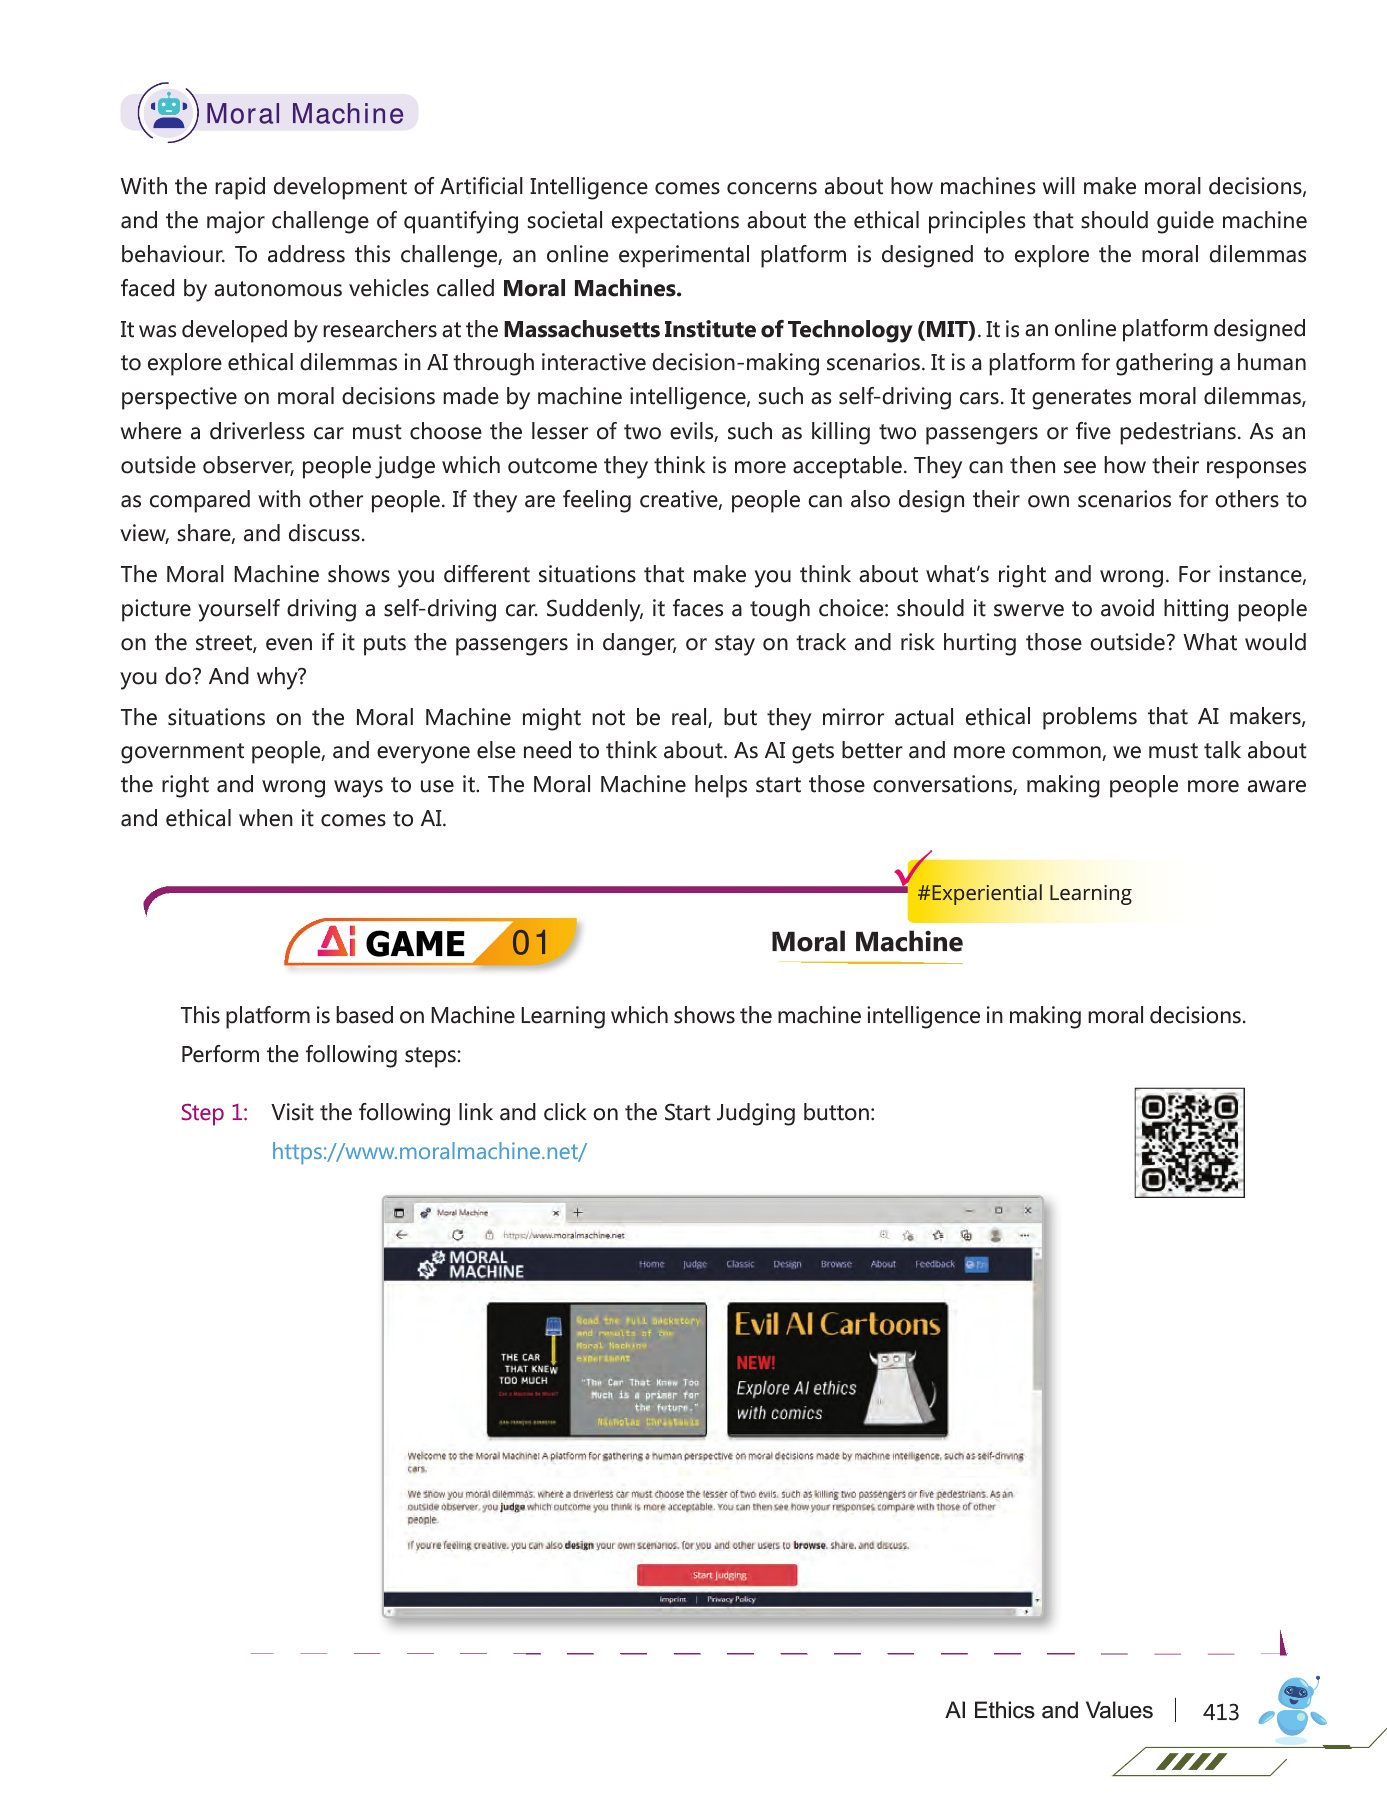 Moral Machine
With the rapid development of Artificial Intelligence comes concerns about how machines will make moral decisions,
and the major challenge of quantifying societal expectations about the ethical principles that should guide machine
behaviour. To address this challenge, an online experimental platform is designed to explore the moral dilemmas
faced by autonomous vehicles called Moral Machines.
It was developed by researchers at the Massachusetts Institute of Technology (MIT). It is an online platform designed
to explore ethical dilemmas in AI through interactive decision-making scenarios. It is a platform for gathering a human
perspective on moral decisions made by machine intelligence, such as self-driving cars. It generates moral dilemmas,
where a driverless car must choose the lesser of two evils, such as killing two passengers or five pedestrians. As an
outside observer, people judge which outcome they think is more acceptable. They can then see how their responses
as compared with other people. If they are feeling creative, people can also design their own scenarios for others to
view, share, and discuss.
The Moral Machine shows you different situations that make you think about what's right and wrong. For instance,
picture yourself driving a self-driving car. Suddenly, it faces a tough choice: should it swerve to avoid hitting people
on the street, even if it puts the passengers in danger, or stay on track and risk hurting those outside? What would
you do? And why?
The situations on the Moral Machine might not be real, but they mirror actual ethical problems that AI makers,
government people, and everyone else need to think about. As AI gets better and more common, we must talk about
the right and wrong ways to use it. The Moral Machine helps start those conversations, making people more aware
and ethical when it comes to AI.
#Experiential Learning
Ai GAME 01
Moral Machine
This platform is based on Machine Learning which shows the machine intelligence in making moral decisions.
Perform the following steps:
Step 1: Visit the following link and click on the Start Judging button:
https://www.moralmachine.net/
Moral Machine
https://www.moralmachine.net
MORAL
MACHINE
Home Judge Classic Design Browse About Feedback En
THE CAR
THAT KNEW
TOO MUCH
Read the full backstory
and results of the
Moral Machine
experiment
"The Car That Knew Too
Much is a primer for
the future."
Nicholas Christakis
Evil AI Cartoons
NEW!
Explore AI ethics
with comics
Welcome to the Moral Machine! A platform for gathering a human perspective on moral decisions made by machine intelligence, such as self-driving
cars.
We show you moral dilemmas, where a driverless car must choose the lesser of two evils, such as killing two passengers or five pedestrians. As an
outside observer, you judge which outcome you think is more acceptable. You can then see how your responses compare with those of other
people.
If you're feeling creative, you can also design your own scenarios, for you and other users to browse, share, and discuss.
Start Judging
Imprint | Privacy Policy
AI Ethics and Values 413